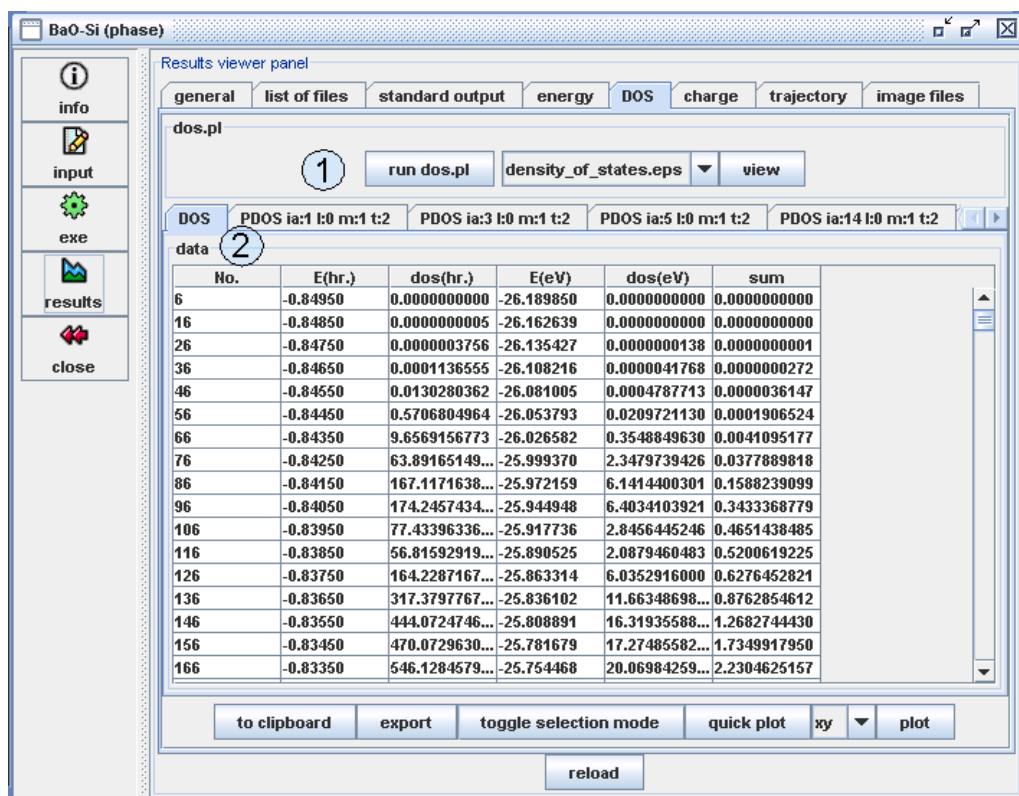 BaO-Si (phase)
info
input
exe
results
close
Results viewer panel
general list of files standard output energy DOS charge trajectory image files
dos.pl
1 run dos.pl density_of_states.eps view
DOS PDOS ia:1 l:0 m:1 t:2 PDOS ia:3 l:0 m:1 t:2 PDOS ia:5 l:0 m:1 t:2 PDOS ia:14 l:0 m:1 t:2
2
data
No. E(hr.) dos(hr.) E(eV) dos(eV) sum
6 -0.84950 0.0000000000 -26.189850 0.0000000000 0.0000000000
16 -0.84850 0.0000000005 -26.162639 0.0000000000 0.0000000000
26 -0.84750 0.0000003756 -26.135427 0.0000000138 0.0000000001
36 -0.84650 0.0001136555 -26.108216 0.0000041768 0.0000000272
46 -0.84550 0.0130280362 -26.081005 0.0004787713 0.0000036147
56 -0.84450 0.5706804964 -26.053793 0.0209721130 0.0001906524
66 -0.84350 9.6569156773 -26.026582 0.3548849630 0.0041095177
76 -0.84250 63.89165149... -25.999370 2.3479739426 0.0377889818
86 -0.84150 167.1171638... -25.972159 6.1414400301 0.1588239099
96 -0.84050 174.2457434... -25.944948 6.4034103921 0.3433368779
106 -0.83950 77.43396336... -25.917736 2.8456445246 0.4651438485
116 -0.83850 56.81592919... -25.890525 2.0879460483 0.5200619225
126 -0.83750 164.2287167... -25.863314 6.0352916000 0.6276452821
136 -0.83650 317.3797767... -25.836102 11.66348698... 0.8762854612
146 -0.83550 444.0724746... -25.808891 16.31935588... 1.2682744430
156 -0.83450 470.0729630... -25.781679 17.27485582... 1.7349917950
166 -0.83350 546.1284579... -25.754468 20.06984259... 2.2304625157
to clipboard export toggle selection mode quick plot xy plot
reload